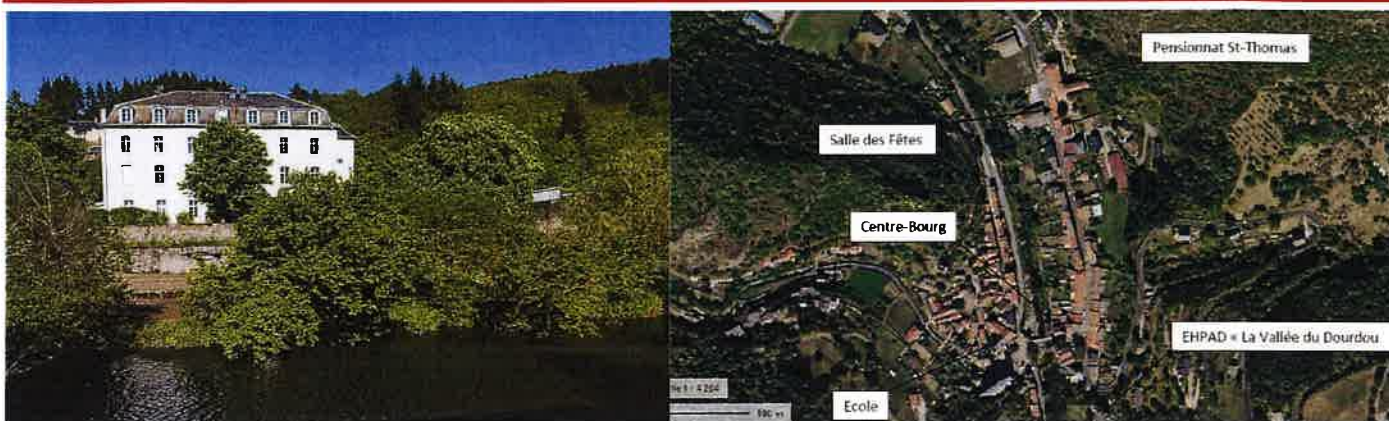 Pensionnat St-Thomas
Salle des Fêtes
Centre-Bourg
EHPAD « La Vallée du Dourdou
Ecole